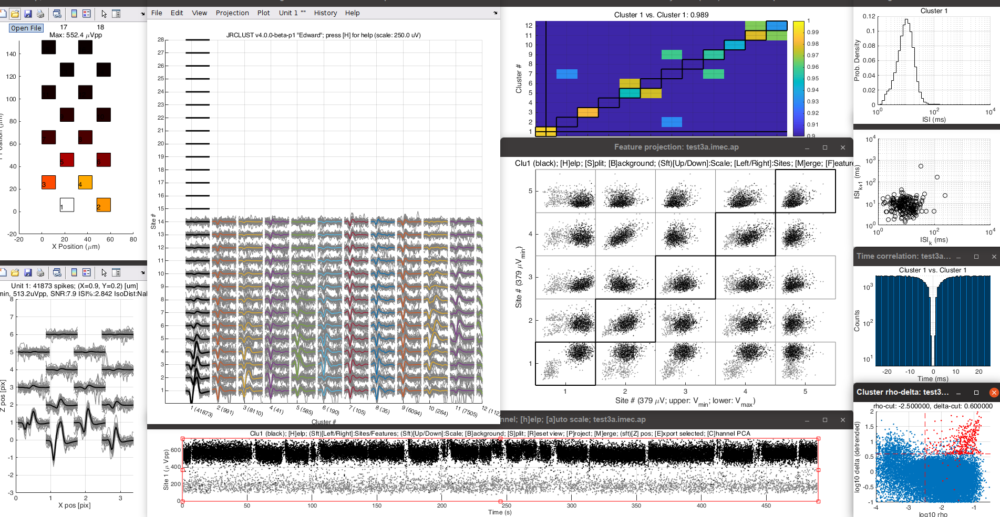 File Edit View Projection Plot Unit 1 "" History Help
Open File
17 18
Max: 552.4 μVpp
140
120
100
80
60
40
20
0
-20
-20 0 20 40 60 80
X Position (μm)
5
3 4
1 2
Unit 1: 41873 spikes; (X=0.9, Y=0.2) [um]
min, 513.2uVpp, SNR:7.9 ISI%:2.842 IsoDist:NaN
8
7
6
5
4
3
2
1
0
-1
-2
-3
0 1 2 3
Z pos [pix]
X pos [pix]
JRCLUST v4.0.0-beta-p1 "Edward"; press [H] for help (scale: 250.0 uV)
28
27
26
25
24
23
22
21
20
19
18
17
16
15
14
13
12
11
10
9
8
7
6
5
4
3
2
1
Site #
1 (41873) 2 (991) 3 (8110) 4 (41) 5 (585) 6 (190) 7 (105) 8 (35) 9 (6094) 10 (264) 11 (7505) 12 (112
Cluster #
Cluster 1 vs. Cluster 1: 0.989
12
11
10
9
8
7
6
5
4
3
2
1
Cluster #
1
0.99
0.98
0.97
0.96
0.95
0.94
0.93
0.92
0.91
0.9
Feature projection: test3a.imec.ap
Clu1 (black); [H]elp; [S]plit; [B]ackground; (Sft)[Up/Down]:Scale; [Left/Right]:Sites; [M]erge; [F]eature
5
4
3
2
1
Site # (379 μVmin)
1 2 3 4 5
Site # (379 μV; upper: Vmin; lower: Vmax)
nnel; [h]elp; [a]uto scale; test3a.imec.ap
Clu1 (black); [H]elp; (Sft)[Left/Right]:Sites/Features; (Sft)[Up/Down]:Scale; [B]ackground; [S]plit; [R]eset view; [P]roject; [M]erge; (sft)[Z] pos; [E]xport selected; [C]hannel PCA
600
400
200
0
Site 1 (μVpp)
0 50 100 150 200 250 300 350 400 450
Time (s)
Cluster 1
0.12
0.1
0.08
0.06
0.04
0.02
0
Prob. Density
10^0 10^2 10^4
ISI (ms)
10^4
10^3
10^2
10^1
10^0
ISIk+1 (ms)
10^0 10^2 10^4
ISIk (ms)
Time correlation: test3a...
Cluster 1 vs. Cluster 1
10^3
10^2
10^1
Counts
-20 -10 0 10 20
Time (ms)
Cluster rho-delta: test3...
rho-cut: -2.500000, delta-cut: 0.600000
2
1.5
1
0.5
0
-0.5
-1
log10 delta (detrended)
-4 -3 -2 -1
log10 rho